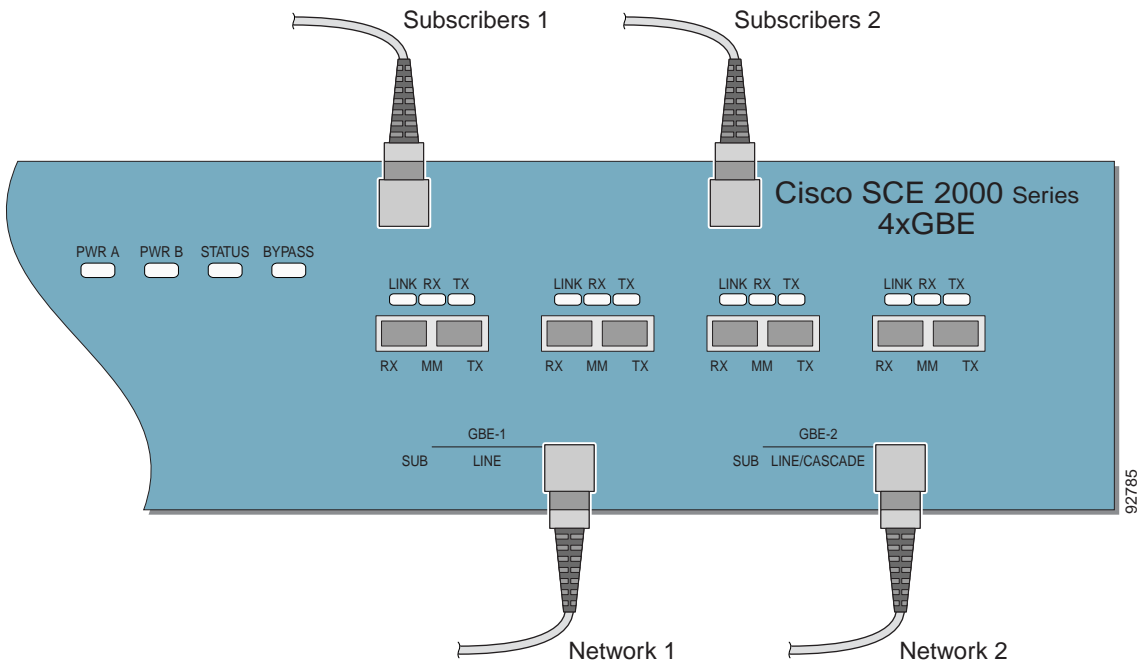 Subscribers 1
Subscribers 2
Cisco SCE 2000 Series
4xGBE
PWR A PWR B STATUS BYPASS
LINK RX TX
LINK RX TX
LINK RX TX
LINK RX TX
RX MM TX
RX MM TX
RX MM TX
RX MM TX
GBE-1
SUB LINE
GBE-2
SUB LINE/CASCADE
92785
Network 1
Network 2